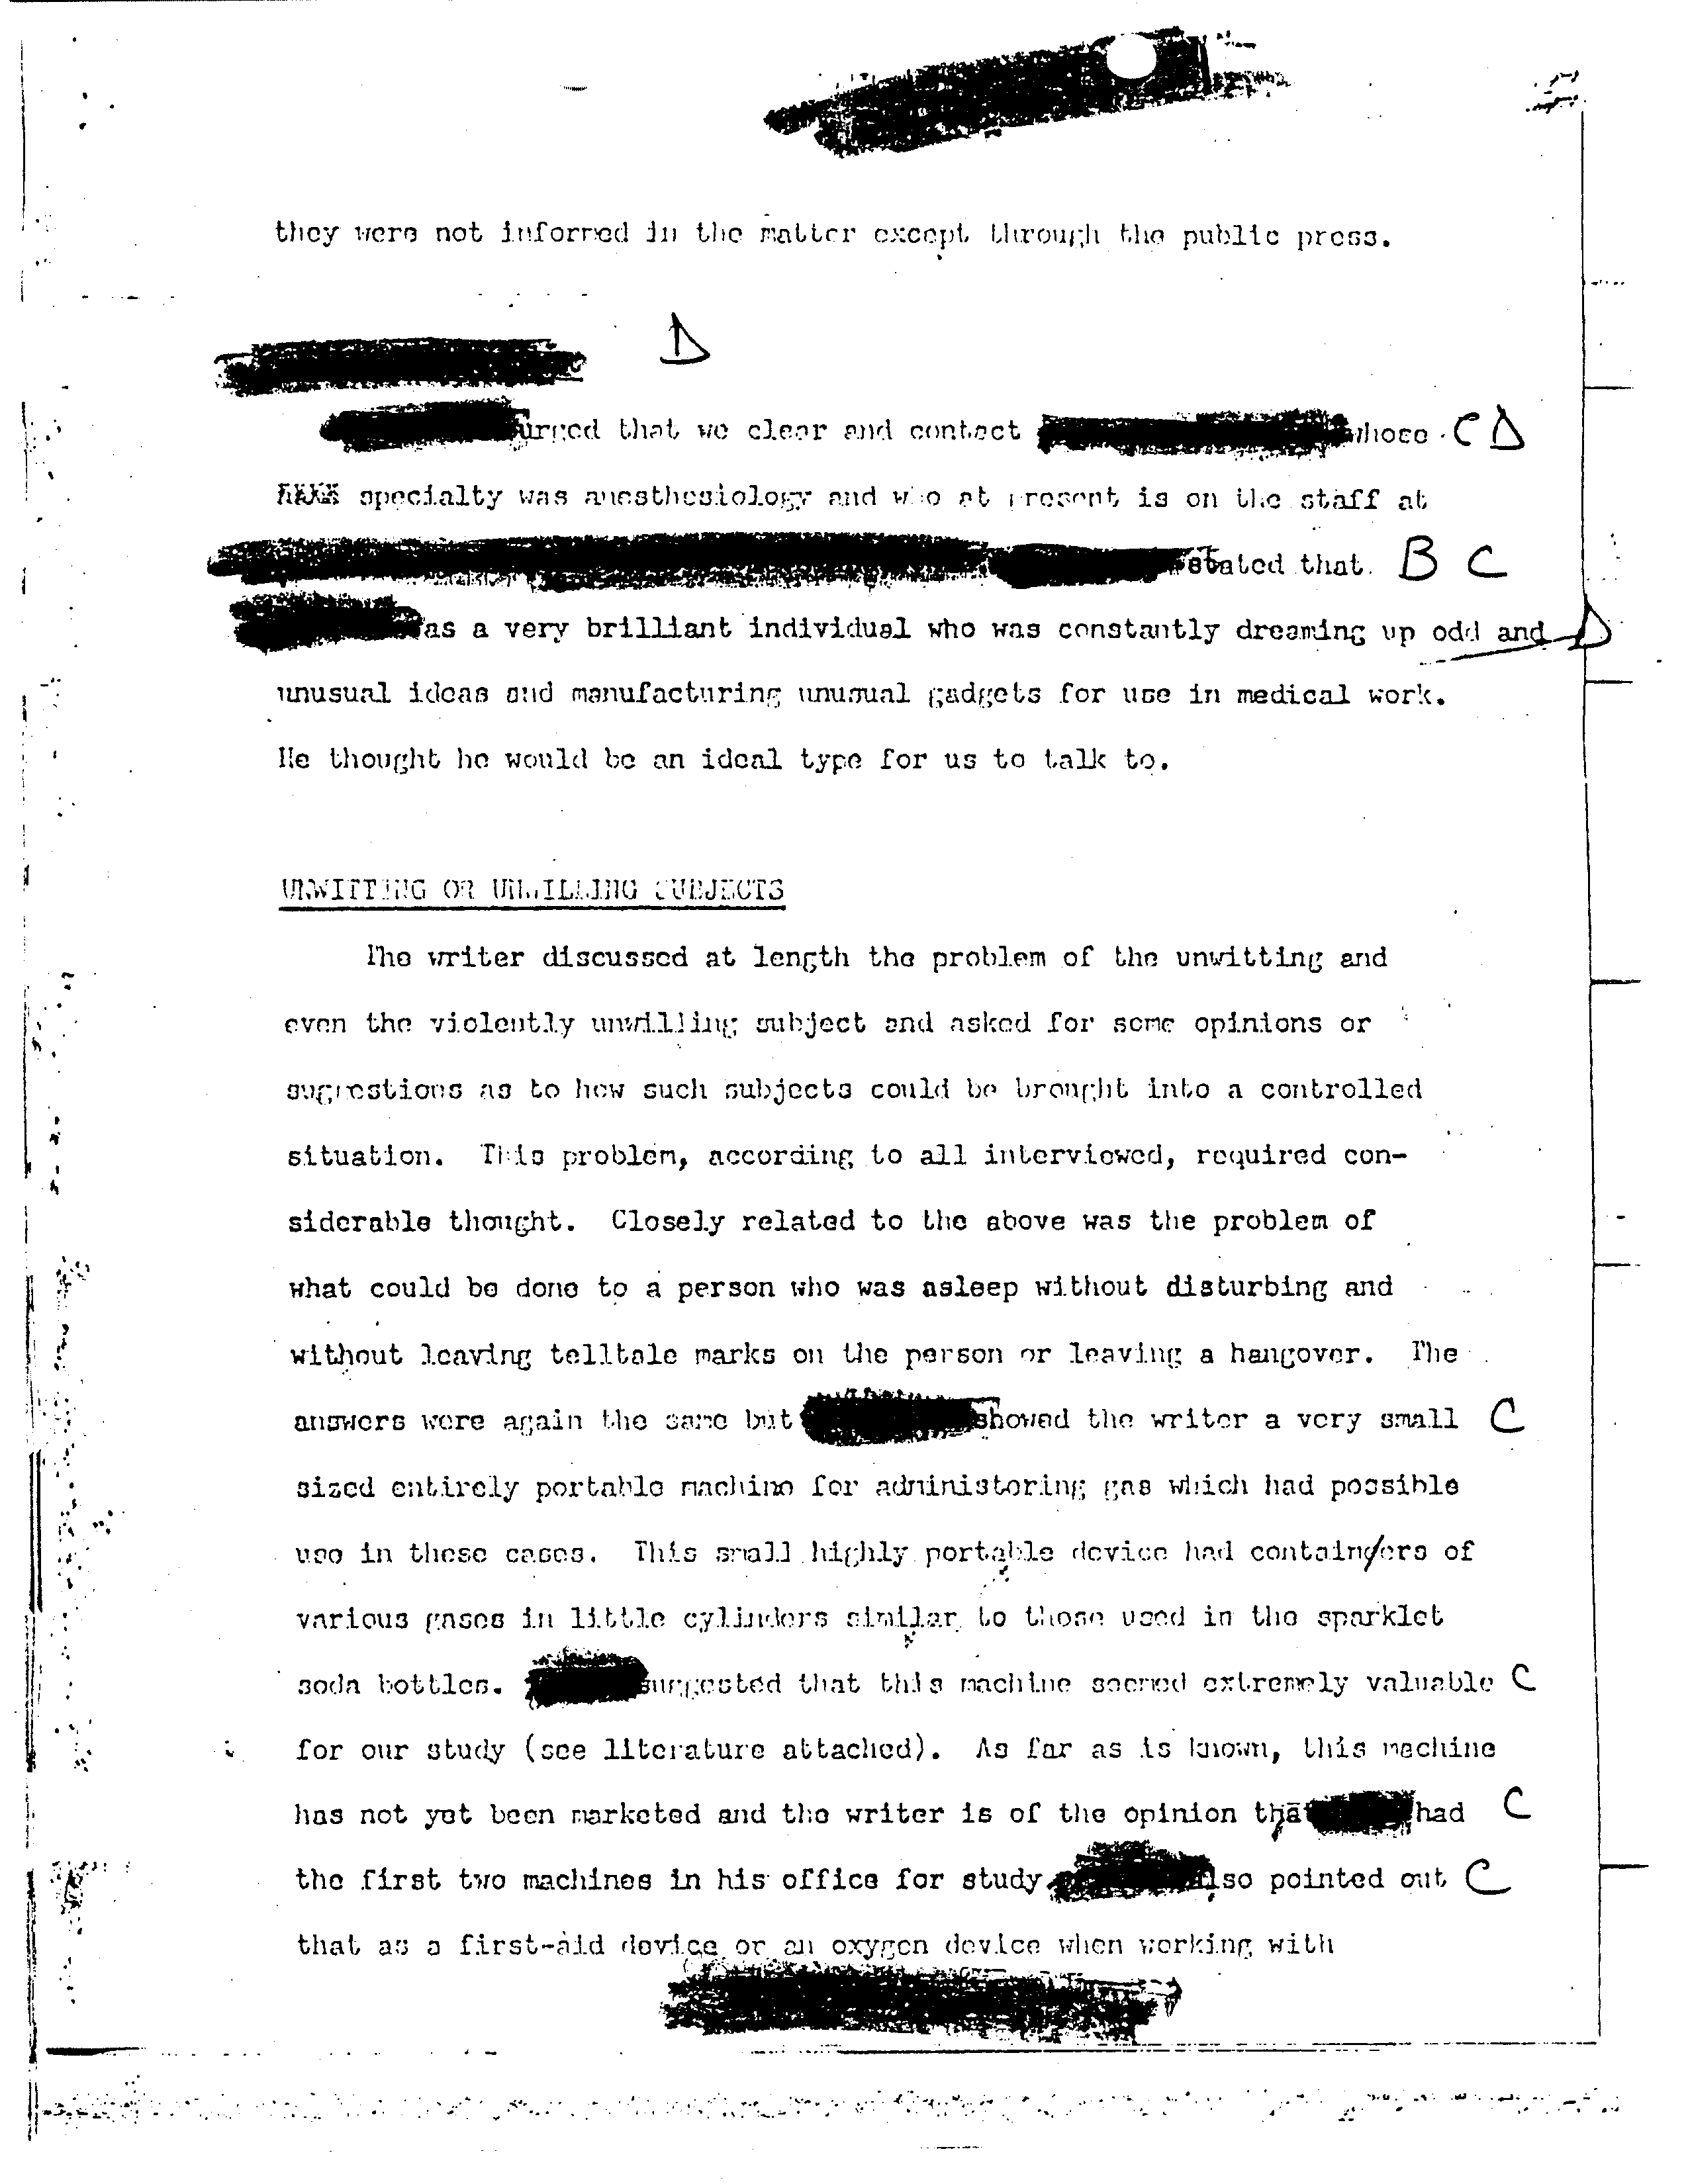 they were not informed in the matter except through the public press.
D
urged that we clear and contact whose C D
specialty was anesthesiology and who at present is on the staff at
stated that B C
as a very brilliant individual who was constantly dreaming up odd and D
unusual ideas and manufacturing unusual gadgets for use in medical work.
He thought he would be an ideal type for us to talk to.
UNWITTING OR UNWILLING SUBJECTS
The writer discussed at length the problem of the unwitting and
even the violently unwilling subject and asked for some opinions or
suggestions as to how such subjects could be brought into a controlled
situation. This problem, according to all interviewed, required con-
siderable thought. Closely related to the above was the problem of
what could be done to a person who was asleep without disturbing and
without leaving telltale marks on the person or leaving a hangover. The
answers were again the same but showed the writer a very small C
sized entirely portable machine for administering gas which had possible
use in these cases. This small highly portable device had containers of
various gases in little cylinders similar to those used in the sparklet
soda bottles. suggested that this machine seemed extremely valuable C
for our study (see literature attached). As far as is known, this machine
has not yet been marketed and the writer is of the opinion that had C
the first two machines in his office for study also pointed out C
that as a first-aid device or an oxygen device when working with